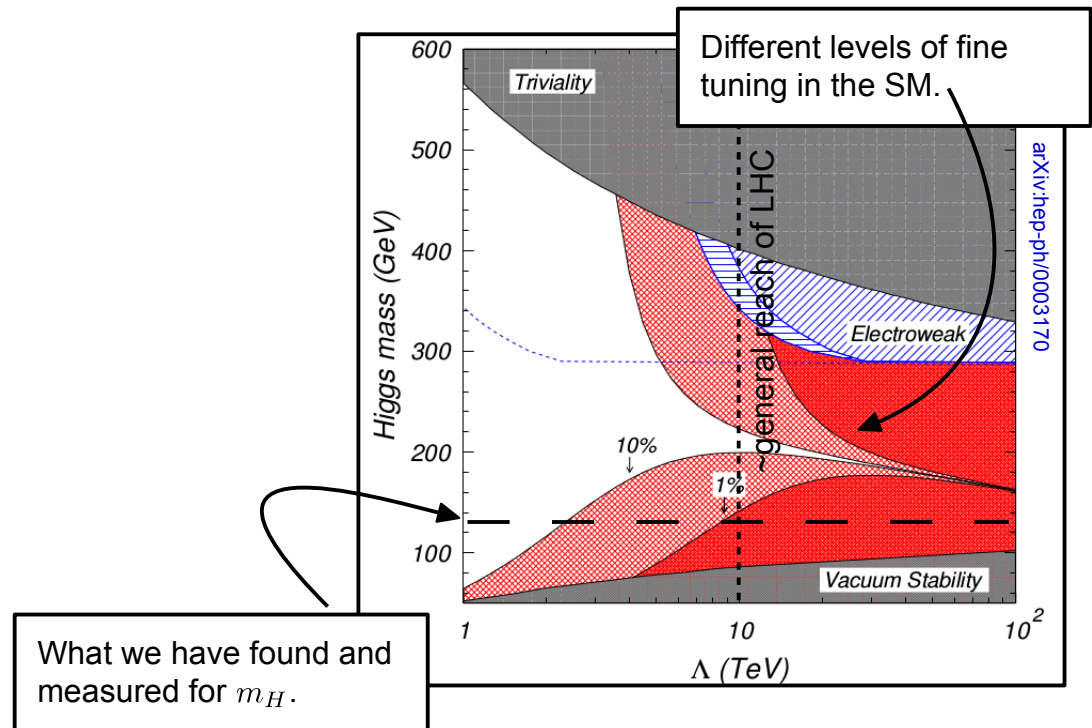 Different levels of fine
tuning in the SM.
600
500
400
300
200
100
Higgs mass (GeV)
Triviality
~general reach of LHC
Electroweak
10%
1%
Vacuum Stability
1
10
10²
Λ (TeV)
arXiv:hep-ph/0003170
What we have found and
measured for m_H.